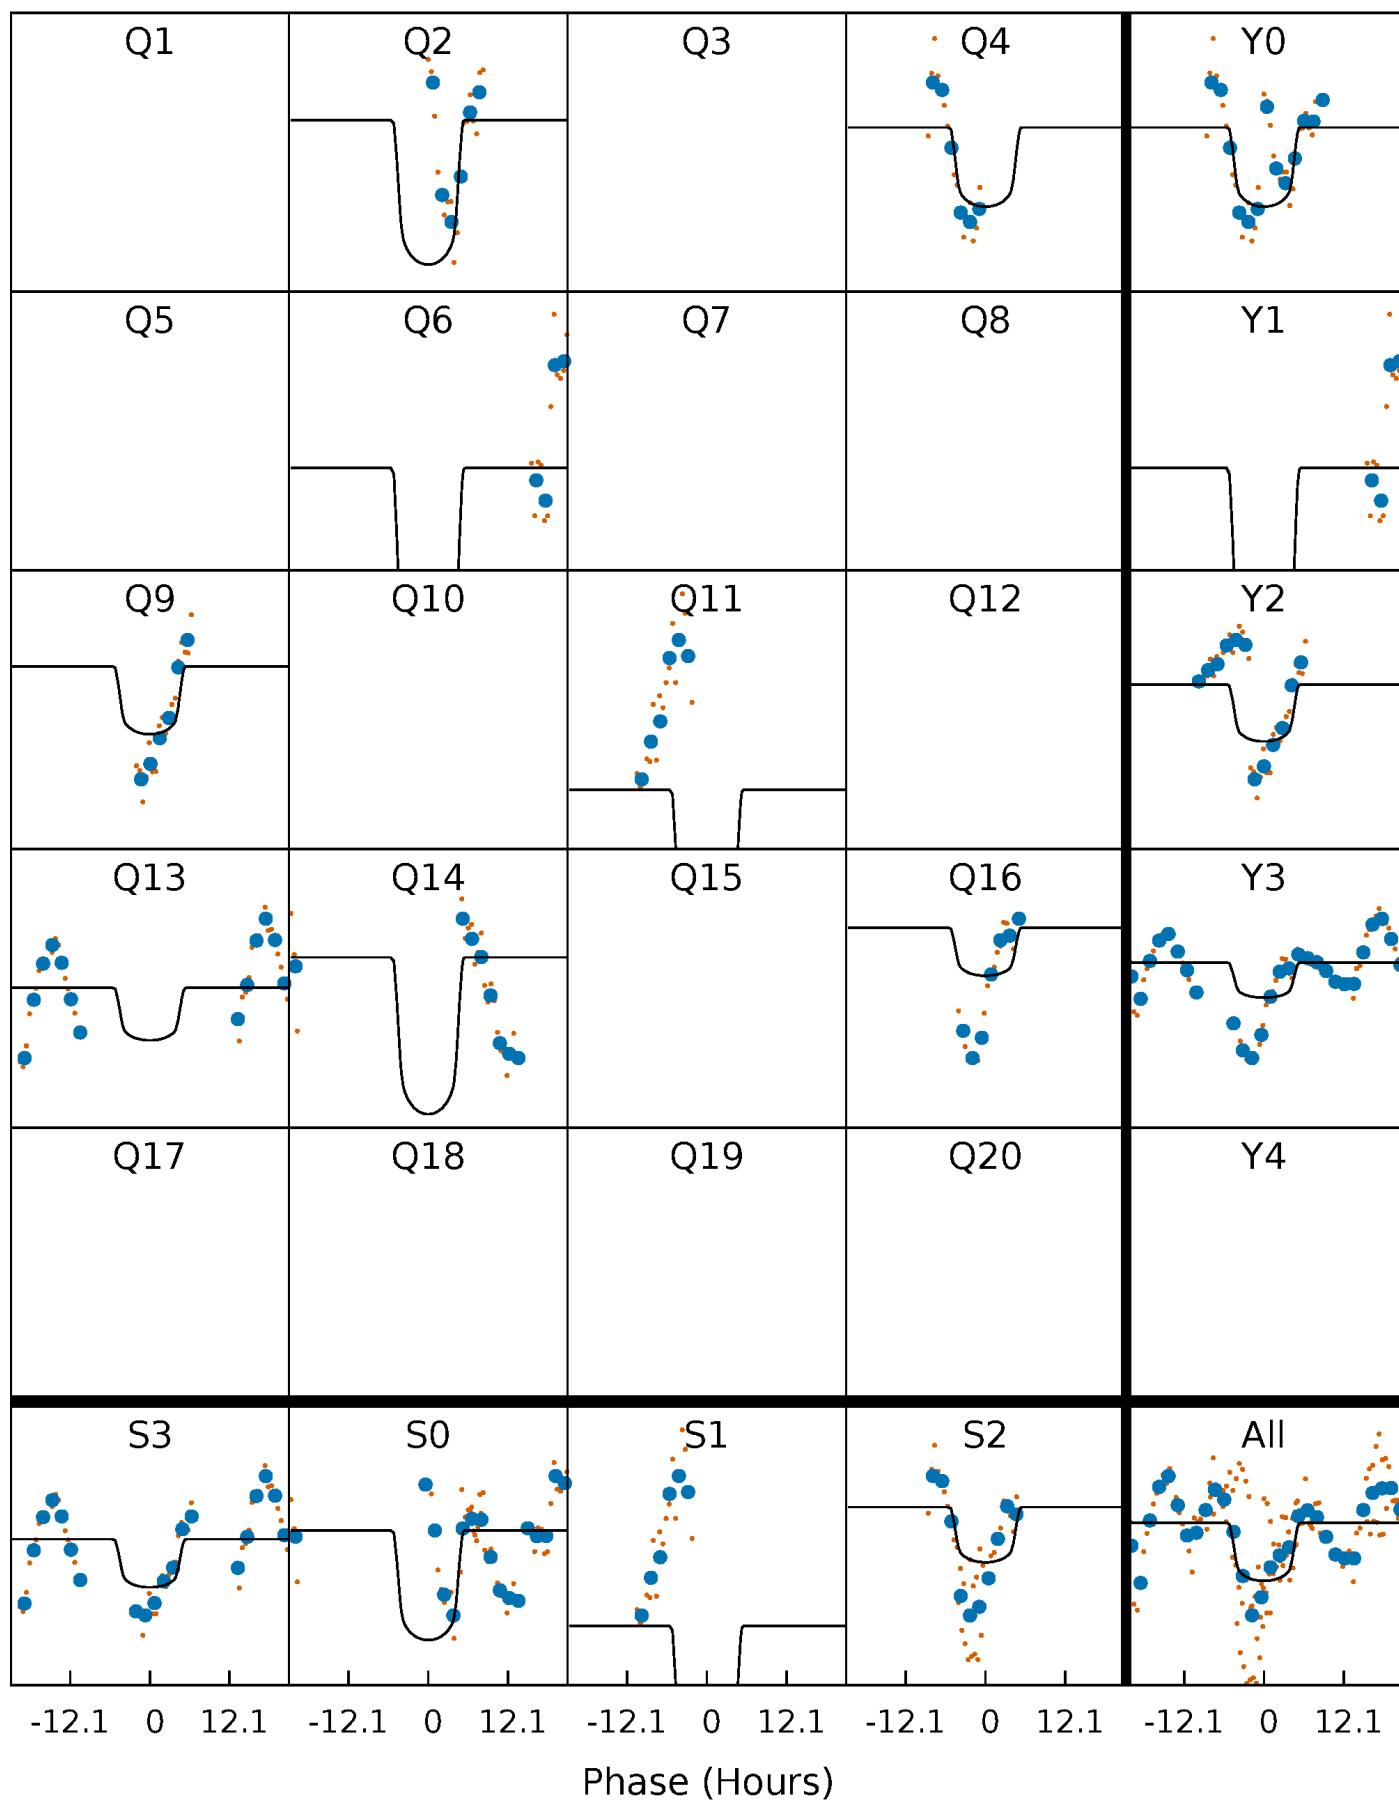 Q1 Q2 Q3 Q4 Y0
Q5 Q6 Q7 Q8 Y1
Q9 Q10 Q11 Q12 Y2
Q13 Q14 Q15 Q16 Y3
Q17 Q18 Q19 Q20 Y4
S3 S0 S1 S2 All
-12.1 0 12.1 -12.1 0 12.1 -12.1 0 12.1 -12.1 0 12.1 -12.1 0 12.1
Phase (Hours)